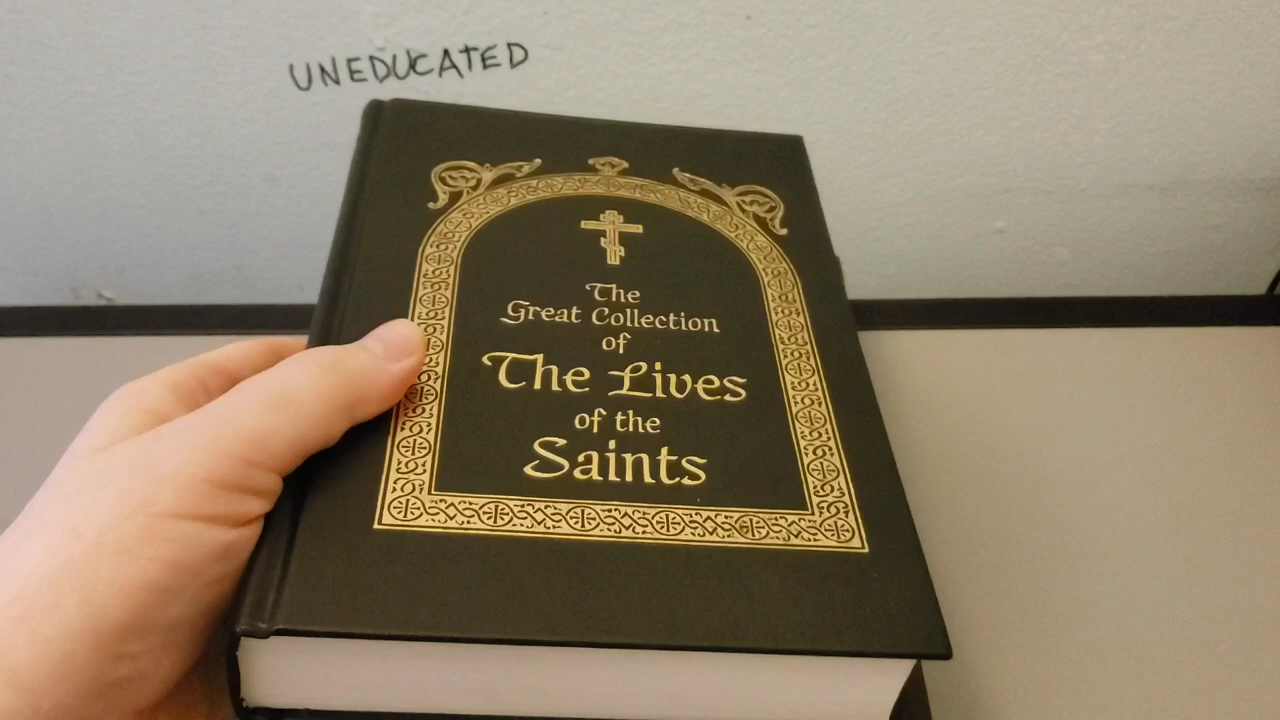 UNEDUCATED
The
Great Collection
of
The Lives
of the
Saints